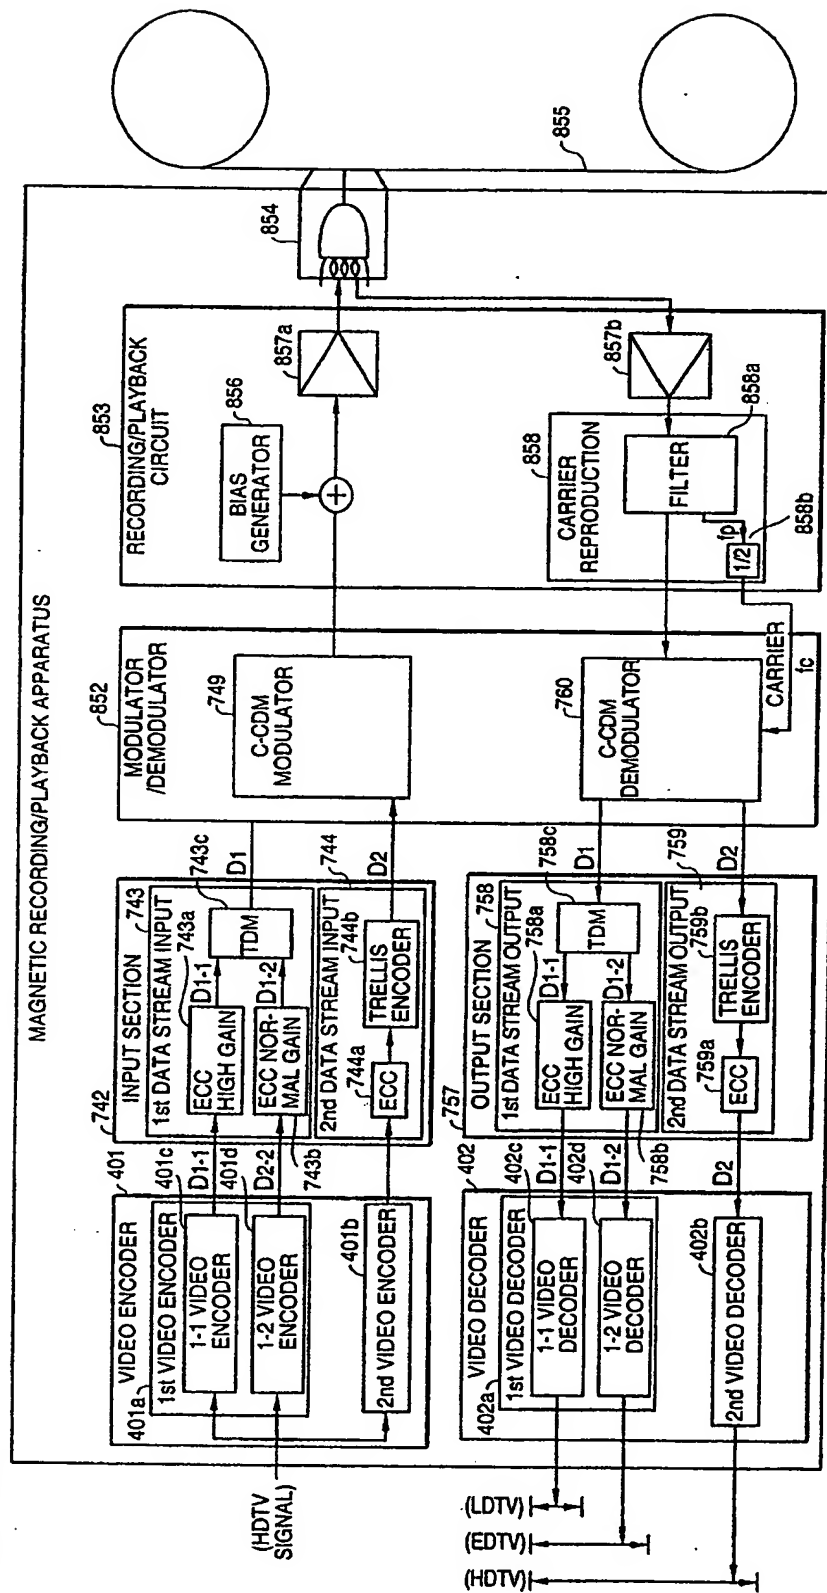 MAGNETIC RECORDING/PLAYBACK APPARATUS
401
VIDEO ENCODER
401a
1st VIDEO ENCODER
401c
1-1 VIDEO
ENCODER
401d
1-2 VIDEO
ENCODER
401b
2nd VIDEO ENCODER
(HDTV
SIGNAL)
D1-1
D2-2
742
INPUT SECTION
743
1st DATA STREAM INPUT
743a
ECC
HIGH GAIN
ECC NOR-
MAL GAIN
743b
D1-1
D1-2
743c
TDM
D1
744
2nd DATA STREAM INPUT
744a
ECC
744b
TRELLIS
ENCODER
D2
852
MODULATOR
/DEMODULATOR
749
C-CDM
MODULATOR
760
C-CDM
DEMODULATOR
CARRIER
fc
853
RECORDING/PLAYBACK
CIRCUIT
856
BIAS
GENERATOR
+
857a
854
855
857b
858
CARRIER
REPRODUCTION
858a
FILTER
fp
1/2
858b
757
OUTPUT SECTION
758
1st DATA STREAM OUTPUT
758a
ECC
HIGH GAIN
ECC NOR-
MAL GAIN
758b
D1-1
D1-2
758c
TDM
D1
759
2nd DATA STREAM OUTPUT
759a
ECC
759b
TRELLIS
ENCODER
D2
402
VIDEO DECODER
402a
1st VIDEO DECODER
402c
1-1 VIDEO
DECODER
402d
1-2 VIDEO
DECODER
402b
2nd VIDEO DECODER
D1-1
D1-2
D2
(LDTV)
(EDTV)
(HDTV)